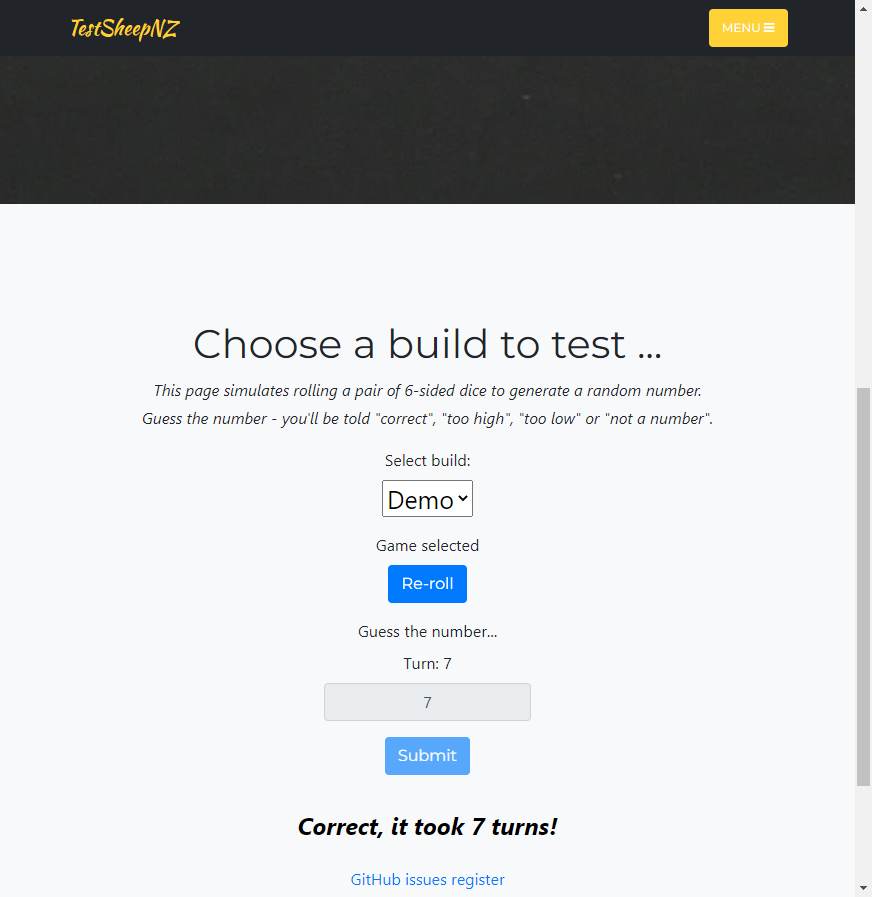 TestSheepNZ
MENU
Choose a build to test ...
This page simulates rolling a pair of 6-sided dice to generate a random number.
Guess the number - you'll be told "correct", "too high", "too low" or "not a number".
Select build:
Demo
Game selected
Re-roll
Guess the number...
Turn: 7
7
Submit
Correct, it took 7 turns!
GitHub issues register